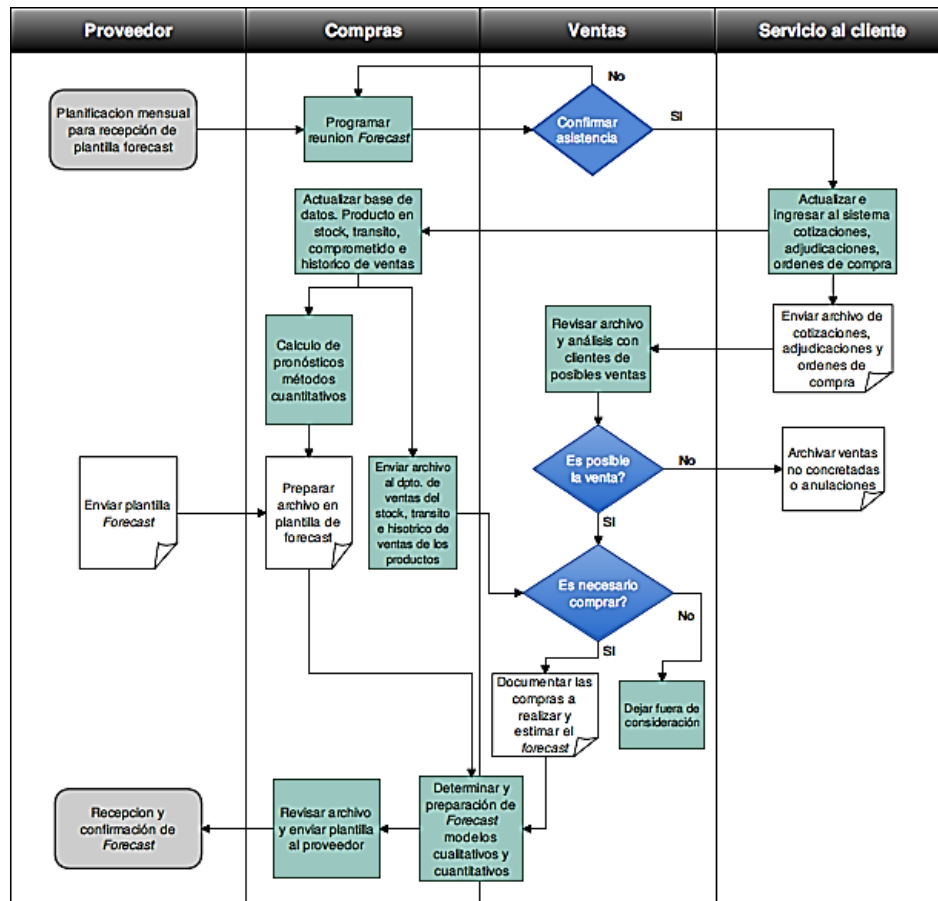 Proveedor
Compras
Ventas
Servicio al cliente
Planificacion mensual
para recepción de
plantilla forecast
Programar
reunion Forecast
No
Confirmar
asistencia
SI
Actualizar base de
datos. Producto en
stock, transito,
comprometido e
historico de ventas
Actualizar e
ingresar al sistema
cotizaciones,
adjudicaciones,
ordenes de compra
Calculo de
pronósticos
métodos
cuantitativos
Revisar archivo
y análisis con
clientes de
posibles ventas
Enviar archivo de
cotizaciones,
adjudicaciones y
ordenes de
compra
Enviar plantilla
Forecast
Preparar
archivo en
plantilla de
forecast
Enviar archivo
al dpto. de
ventas del
stock, transito
e hisotrico de
ventas de los
productos
Es posible
la venta?
No
Archivar ventas
no concretadas
o anulaciones
SI
Es necesario
comprar?
No
SI
Documentar las
compras a
realizar y
estimar el
forecast
Dejar fuera de
consideración
Recepcion y
confirmación de
Forecast
Revisar archivo
y enviar plantilla
al proveedor
Determinar y
preparación de
Forecast
modelos
cualitativos y
cuantitativos